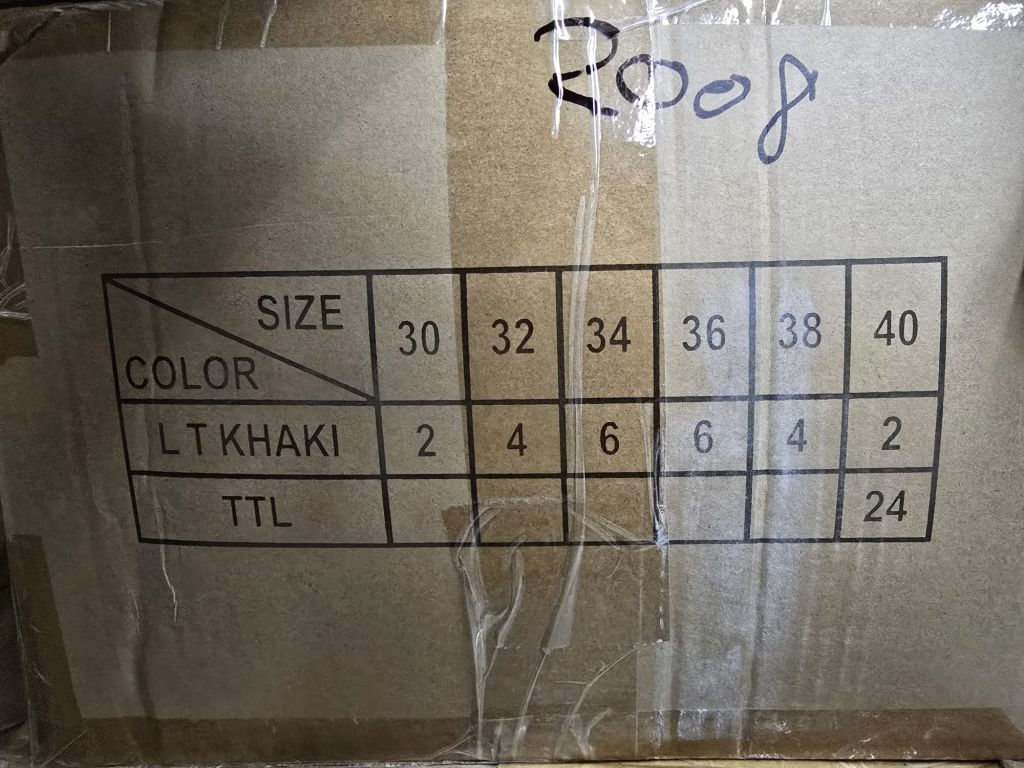 2008
SIZE 30 32 34 36 38 40
COLOR
LT KHAKI 2 4 6 6 4 2
TTL 24